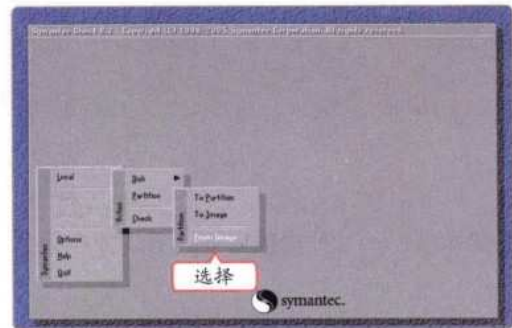 Symantec Ghost 8.2 Copyright (C) 1998-2005 Symantec Corporation. All rights reserved.
Local
Disk
Partition
To Partition
To Image
Check
From Image
Options
Help
Quit
Symantec
Partition
选择
symantec.